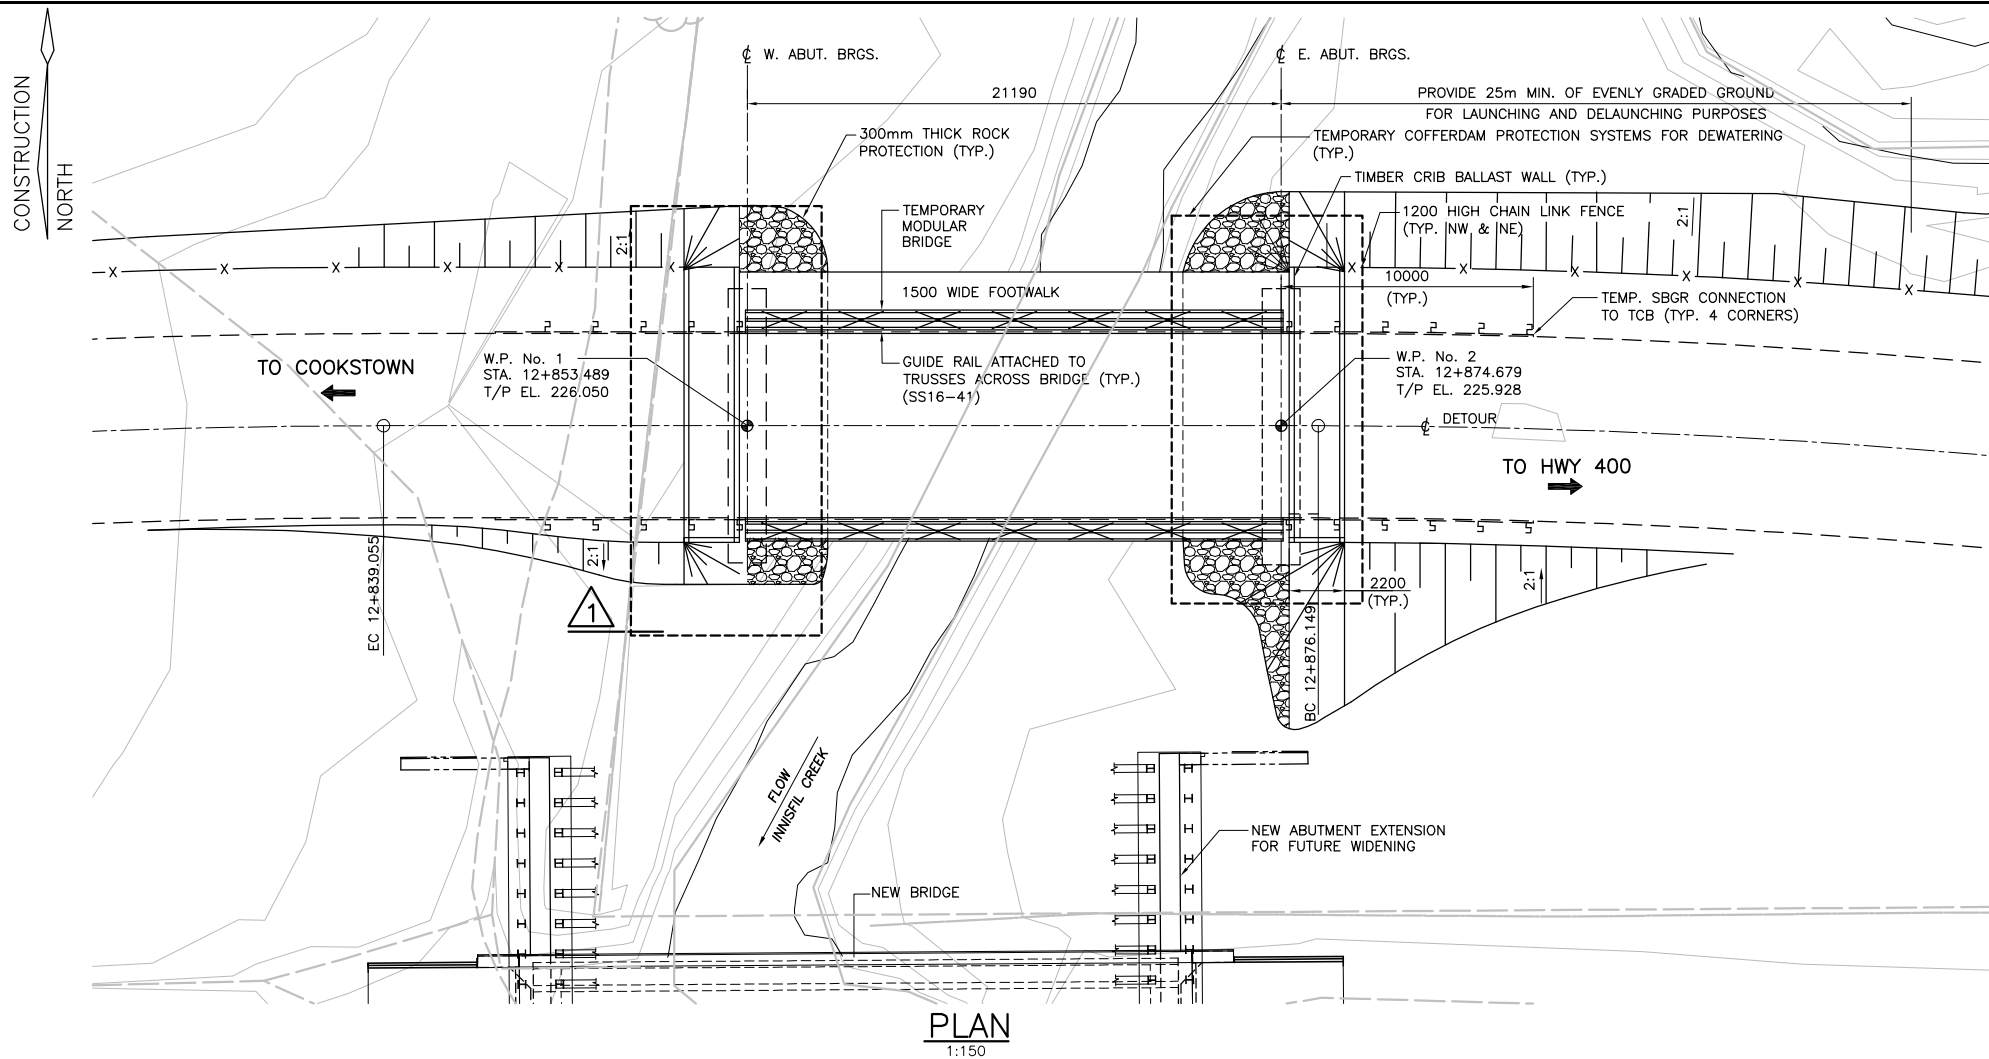 CONSTRUCTION
NORTH
℄ W. ABUT. BRGS.
℄ E. ABUT. BRGS.
21190
PROVIDE 25m MIN. OF EVENLY GRADED GROUND
FOR LAUNCHING AND DELAUNCHING PURPOSES
300mm THICK ROCK
PROTECTION (TYP.)
TEMPORARY COFFERDAM PROTECTION SYSTEMS FOR DEWATERING
(TYP.)
TIMBER CRIB BALLAST WALL (TYP.)
TEMPORARY
MODULAR
BRIDGE
1200 HIGH CHAIN LINK FENCE
(TYP. NW & NE)
2:1
2:1
X X X X X X
X X X X X X
10000
(TYP.)
1500 WIDE FOOTWALK
TEMP. SBGR CONNECTION
TO TCB (TYP. 4 CORNERS)
TO COOKSTOWN
W.P. No. 1
STA. 12+853.489
T/P EL. 226.050
GUIDE RAIL ATTACHED TO
TRUSSES ACROSS BRIDGE (TYP.)
(SS16-41)
W.P. No. 2
STA. 12+874.679
T/P EL. 225.928
℄ DETOUR
TO HWY 400
EC 12+839.055
2:1
1
2200
(TYP.)
2:1
BC 12+876.149
FLOW
INNISFIL CREEK
NEW ABUTMENT EXTENSION
FOR FUTURE WIDENING
NEW BRIDGE
PLAN
1:150